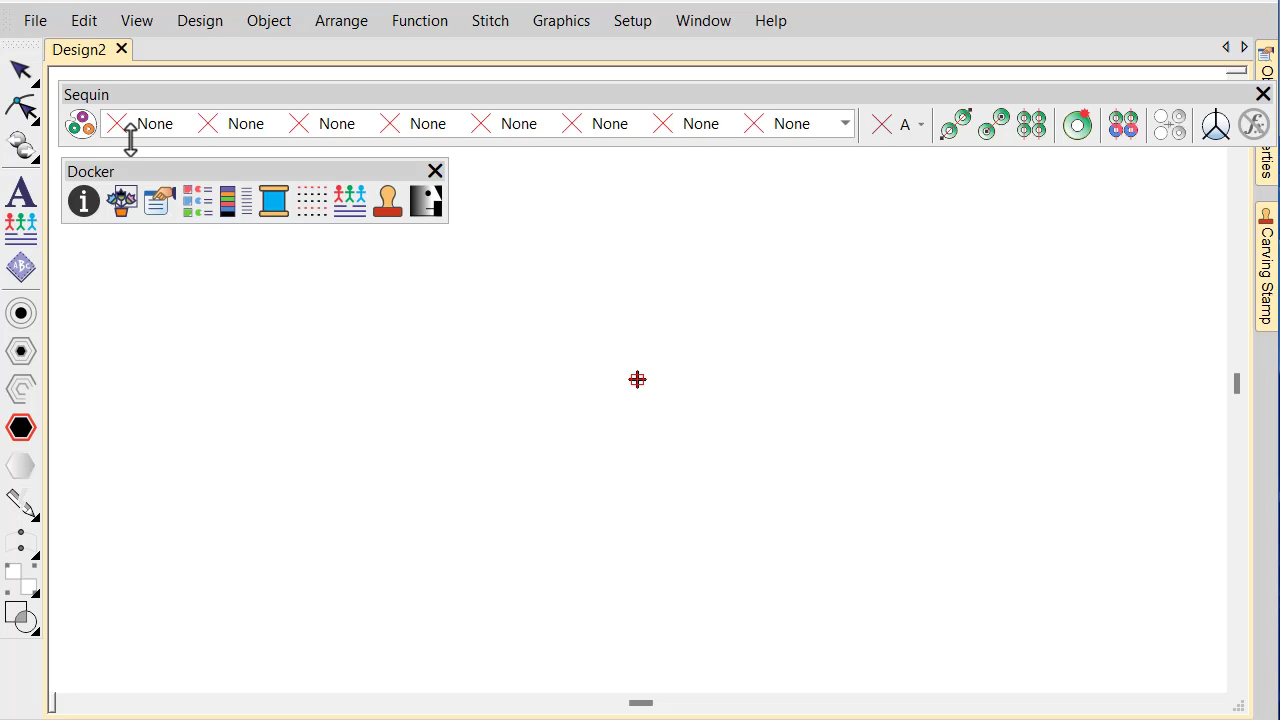 File Edit View Design Object Arrange Function Stitch Graphics Setup Window Help
Design2
Sequin
None None None None None None None None A
Docker
ABC
Carving Stamp